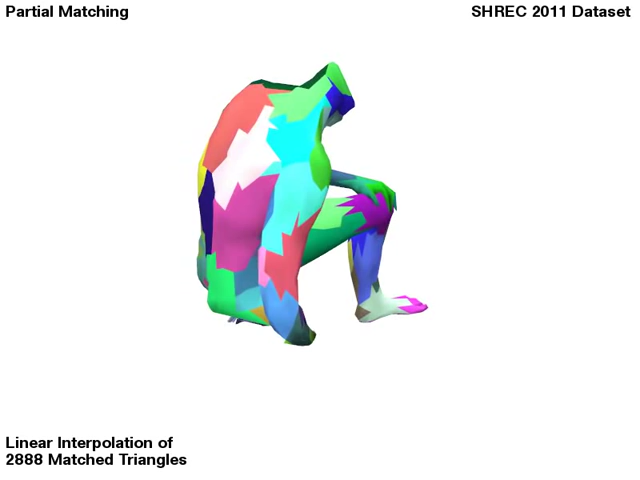 Partial Matching
SHREC 2011 Dataset
Linear Interpolation of
2888 Matched Triangles